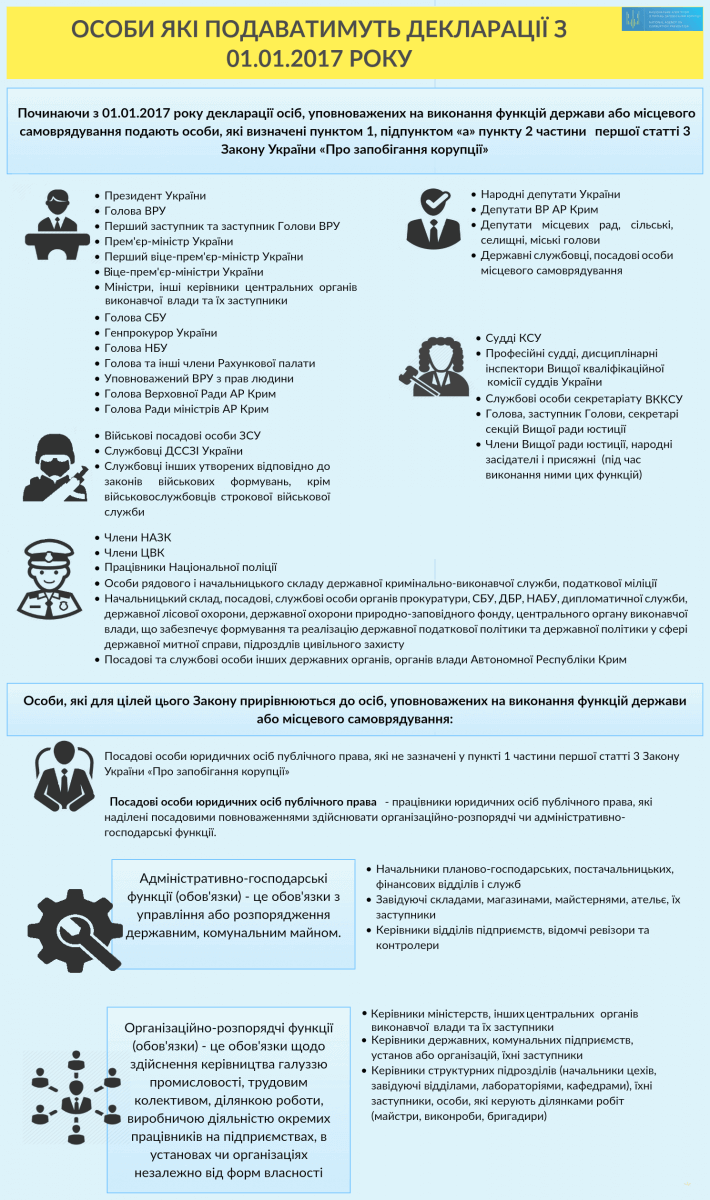 ОСОБИ ЯКІ ПОДАВАТИМУТЬ ДЕКЛАРАЦІЇ З
01.01.2017 РОКУ
Починаючи з 01.01.2017 року декларації осіб, уповноважених на виконання функцій держави або місцевого
самоврядування подають особи, які визначені пунктом 1, підпунктом «а» пункту 2 частини першої статті 3
Закону України «Про запобігання корупції»
• Президент України
• Голова ВРУ
• Перший заступник та заступник Голови ВРУ
• Прем'єр-міністр України
• Перший віце-прем'єр-міністр України
• Віце-прем'єр-міністри України
• Міністри, інші керівники центральних органів
виконавчої влади та їх заступники
• Голова СБУ
• Генпрокурор України
• Голова НБУ
• Голова та інші члени Рахункової палати
• Уповноважений ВРУ з прав людини
• Голова Верховної Ради АР Крим
• Голова Ради міністрів АР Крим
• Народні депутати України
• Депутати ВР АР Крим
• Депутати місцевих рад, сільські,
селищні, міські голови
• Державні службовці, посадові особи
місцевого самоврядування
• Судді КСУ
• Професійні судді, дисциплінарні
інспектори Вищої кваліфікаційної
комісії суддів України
• Службові особи секретаріату ВККСУ
• Голова, заступник Голови, секретарі
секцій Вищої ради юстиції
• Члени Вищої ради юстиції, народні
засідателі і присяжні (під час
виконання ними цих функцій)
• Військові посадові особи ЗСУ
• Службовці ДССЗІ України
• Службовці інших утворених відповідно до
законів військових формувань, крім
військовослужбовців строкової військової
служби
• Члени НАЗК
• Члени ЦВК
• Працівники Національної поліції
• Особи рядового і начальницького складу державної кримінально-виконавчої служби, податкової міліції
• Начальницький склад, посадові, службові особи органів прокуратури, СБУ, ДБР, НАБУ, дипломатичної служби,
державної лісової охорони, державної охорони природно-заповідного фонду, центрального органу виконавчої
влади, що забезпечує формування та реалізацію державної податкової політики та державної політики у сфері
державної митної справи, підроздлів цивільного захисту
• Посадові та службові особи інших державних органів, органів влади Автономної Республіки Крим
Особи, які для цілей цього Закону прирівнюються до осіб, уповноважених на виконання функцій держави
або місцевого самоврядування:
Посадові особи юридичних осіб публічного права, які не зазначені у пункті 1 частини першої статті 3 Закону
України «Про запобігання корупції»
Посадові особи юридичних осіб публічного права - працівники юридичних осіб публічного права, які
наділені посадовими повноваженнями здійснювати організаційно-розпорядчі чи адміністративно-
господарські функції.
Адміністративно-господарські
функції (обов'язки) - це обов'язки з
управління або розпорядження
державним, комунальним майном.
• Начальники планово-господарських, постачальницьких,
фінансових відділів і служб
• Завідуючі складами, магазинами, майстернями, ательє, їх
заступники
• Керівники відділів підприємств, відомчі ревізори та
контролери
Організаційно-розпорядчі функції
(обов'язки) - це обов'язки щодо
здійснення керівництва галуззю
промисловості, трудовим
колективом, ділянкою роботи,
виробничою діяльністю окремих
працівників на підприємствах, в
установах чи організаціях
незалежно від форм власності
• Керівники міністерств, інших центральних органів
виконавчої влади та їх заступники
• Керівники державних, комунальних підприємств,
установ або організацій, їхні заступники
• Керівники структурних підрозділів (начальники цехів,
завідуючі відділами, лабораторіями, кафедрами), їхні
заступники, особи, які керують ділянками робіт
(майстри, виконроби, бригадири)